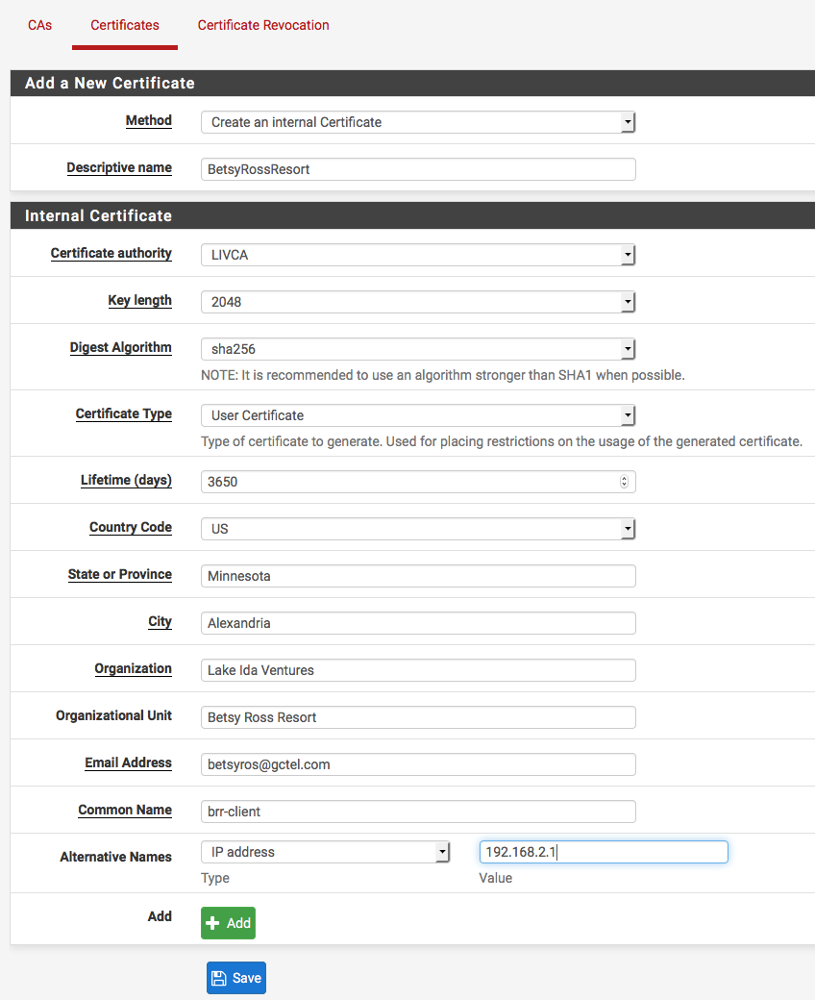 CAs Certificates Certificate Revocation
Add a New Certificate
Method Create an internal Certificate
Descriptive name BetsyRossResort
Internal Certificate
Certificate authority LIVCA
Key length 2048
Digest Algorithm sha256
NOTE: It is recommended to use an algorithm stronger than SHA1 when possible.
Certificate Type User Certificate
Type of certificate to generate. Used for placing restrictions on the usage of the generated certificate.
Lifetime (days) 3650
Country Code US
State or Province Minnesota
City Alexandria
Organization Lake Ida Ventures
Organizational Unit Betsy Ross Resort
Email Address betsyros@gctel.com
Common Name brr-client
Alternative Names IP address 192.168.2.1
Type Value
Add Add
Save